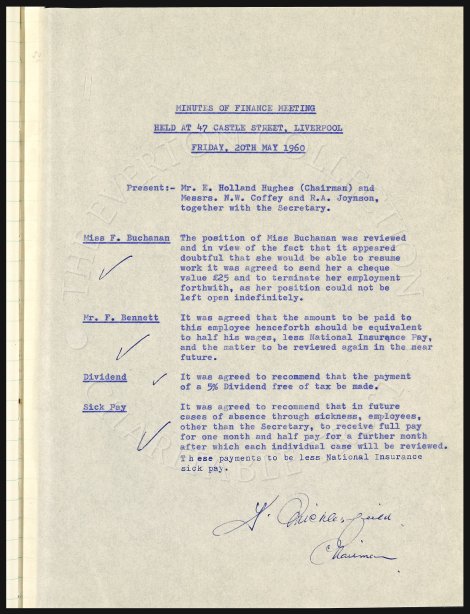 MINUTES OF FINANCE MEETING
HELD AT 47 CASTLE STREET, LIVERPOOL
FRIDAY, 20TH MAY 1960
Present:- Mr. E. Holland Hughes (Chairman) and
Messrs. N.W. Coffey and R.A. Joynson,
together with the Secretary.
Miss F. Buchanan The position of Miss Buchanan was reviewed
and in view of the fact that it appeared
doubtful that she would be able to resume
work it was agreed to send her a cheque
value £25 and to terminate her employment
forthwith, as her position could not be
left open indefinitely.
Mr. F. Bennett It was agreed that the amount to be paid to
this employee henceforth should be equivalent
to half his wages, less National Insurance Pay,
and the matter to be reviewed again in the near
future.
Dividend It was agreed to recommend that the payment
of a 5% Dividend free of tax be made.
Sick Pay It was agreed to recommend that in future
cases of absence through sickness, employees,
other than the Secretary, to receive full pay
for one month and half pay for a further month
after which each individual case will be reviewed.
These payments to be less National Insurance
sick pay.
Chairman
THE EVERTON COLLECTION